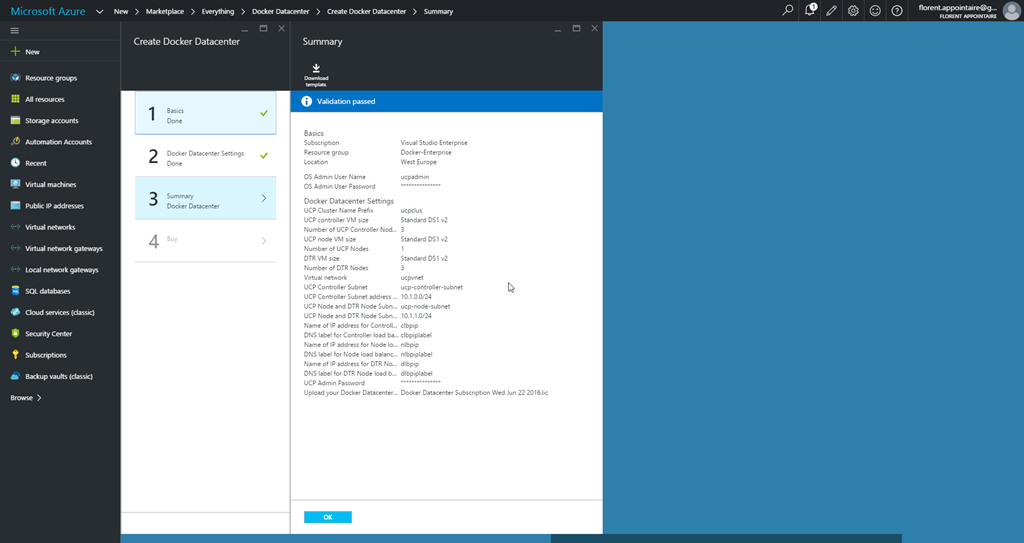 Microsoft Azure New > Marketplace > Everything > Docker Datacenter > Create Docker Datacenter > Summary
1
florent.appointaire@g...
FLORENT APPOINTAIRE
New
Resource groups
All resources
Storage accounts
Automation Accounts
Recent
Virtual machines
Public IP addresses
Virtual networks
Virtual network gateways
Local network gateways
SQL databases
Cloud services (classic)
Security Center
Subscriptions
Backup vaults (classic)
Browse >
Create Docker Datacenter
1 Basics
Done
2 Docker Datacenter Settings
Done
3 Summary
Docker Datacenter
4 Buy
Summary
Download
template.
Validation passed
Basics
Subscription Visual Studio Enterprise
Resource group Docker-Enterprise
Location West Europe
OS Admin User Name ucpadmin
OS Admin User Password ***************
Docker Datacenter Settings
UCP Cluster Name Prefix ucpclus
UCP controller VM size Standard DS1 v2
Number of UCP Controller Nod... 3
UCP node VM size Standard DS1 v2
Number of UCP Nodes 1
DTR VM size Standard DS1 v2
Number of DTR Nodes 3
Virtual network ucpvnet
UCP Controller Subnet ucp-controller-subnet
UCP Controller Subnet address ... 10.1.0.0/24
UCP Node and DTR Node Subn... ucp-node-subnet
UCP Node and DTR Node Subn... 10.1.1.0/24
Name of IP address for Controll... clbpip
DNS label for Controller load ba... clbpiplabel
Name of IP address for Node lo... nlbpip
DNS label for Node load balanc... nlbpiplabel
Name of IP address for DTR No... dlbpip
DNS label for DTR Node load b... dlbpiplabel
UCP Admin Password ***************
Upload your Docker Datacenter... Docker Datacenter Subscription Wed Jun 22 2016.lic
OK